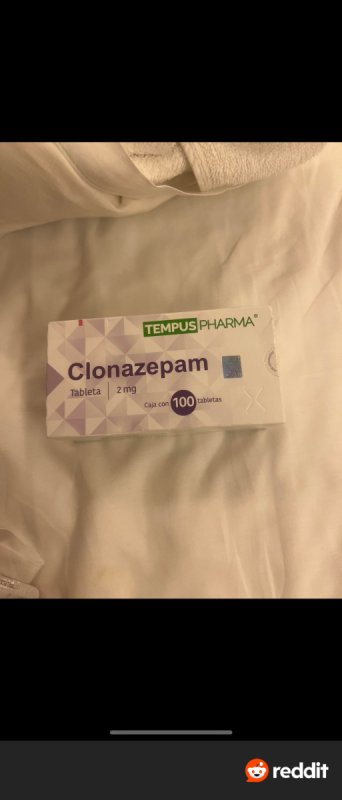 TEMPUS PHARMA®
Clonazepam
Tableta | 2 mg
Caja con 100 tabletas
reddit